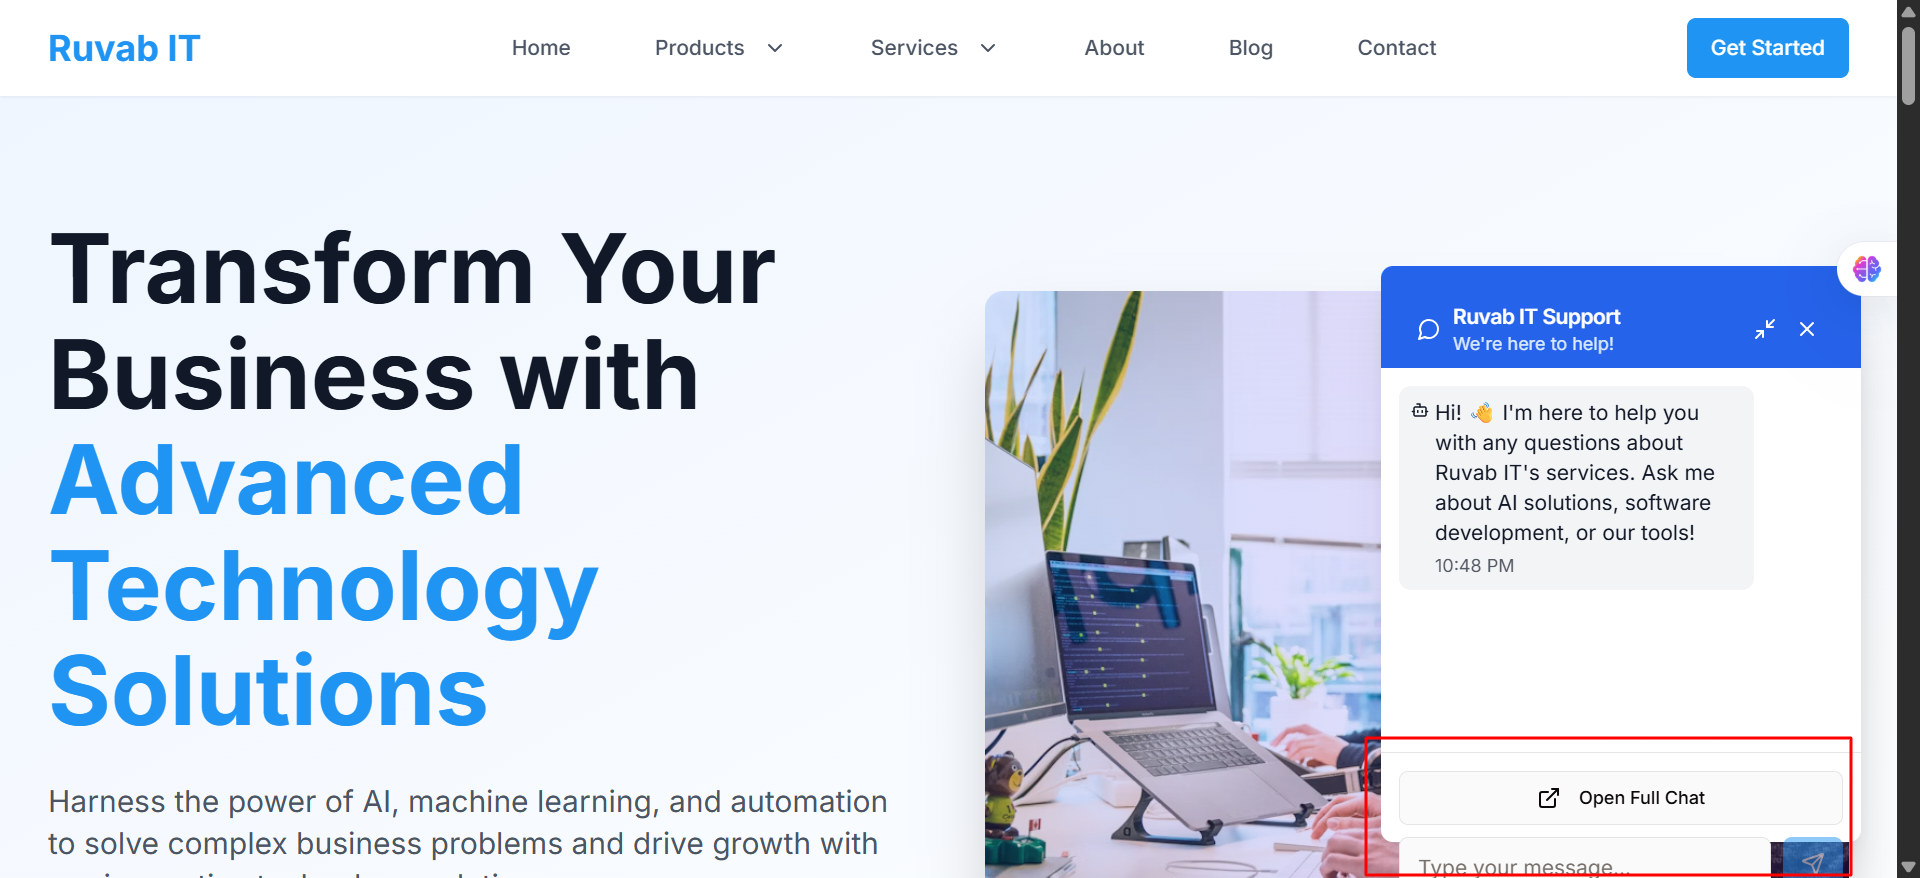 Ruvab IT
Home
Products
Services
About
Blog
Contact
Get Started
Transform Your
Business with
Advanced
Technology
Solutions
Harness the power of AI, machine learning, and automation
to solve complex business problems and drive growth with
Ruvab IT Support
We're here to help!
Hi! 👋 I'm here to help you
with any questions about
Ruvab IT's services. Ask me
about AI solutions, software
development, or our tools!
10:48 PM
Open Full Chat
Type your message...